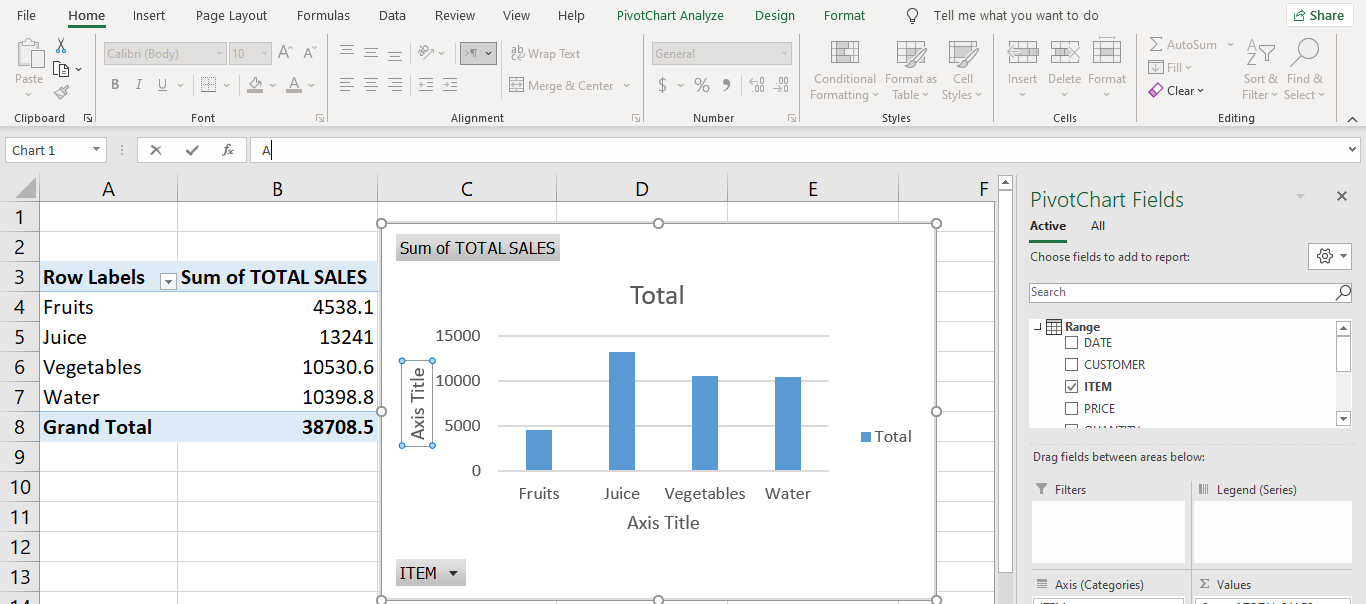 File Home Insert Page Layout Formulas Data Review View Help PivotChart Analyze Design Format Tell me what you want to do Share
Paste
Clipboard
Calibri (Body) 10 A A
B I U A
Font
ab Wrap Text
Merge & Center
Alignment
General
$ % 9 .00 .00
Number
Conditional Formatting
Format as Table
Cell Styles
Styles
Insert Delete Format
Cells
AutoSum
Fill
Clear
Sort & Filter
Find & Select
Editing
Chart 1 fx A
A B C D E F
1
2
3 Row Labels Sum of TOTAL SALES
4 Fruits 4538.1
5 Juice 13241
6 Vegetables 10530.6
7 Water 10398.8
8 Grand Total 38708.5
9
10
11
12
13
Sum of TOTAL SALES
Total
Axis Title
15000
10000
5000
0
Fruits Juice Vegetables Water
Axis Title
Total
ITEM
PivotChart Fields
Active All
Choose fields to add to report:
Search
Range
DATE
CUSTOMER
ITEM
PRICE
Drag fields between areas below:
Filters
Legend (Series)
Axis (Categories)
Σ Values